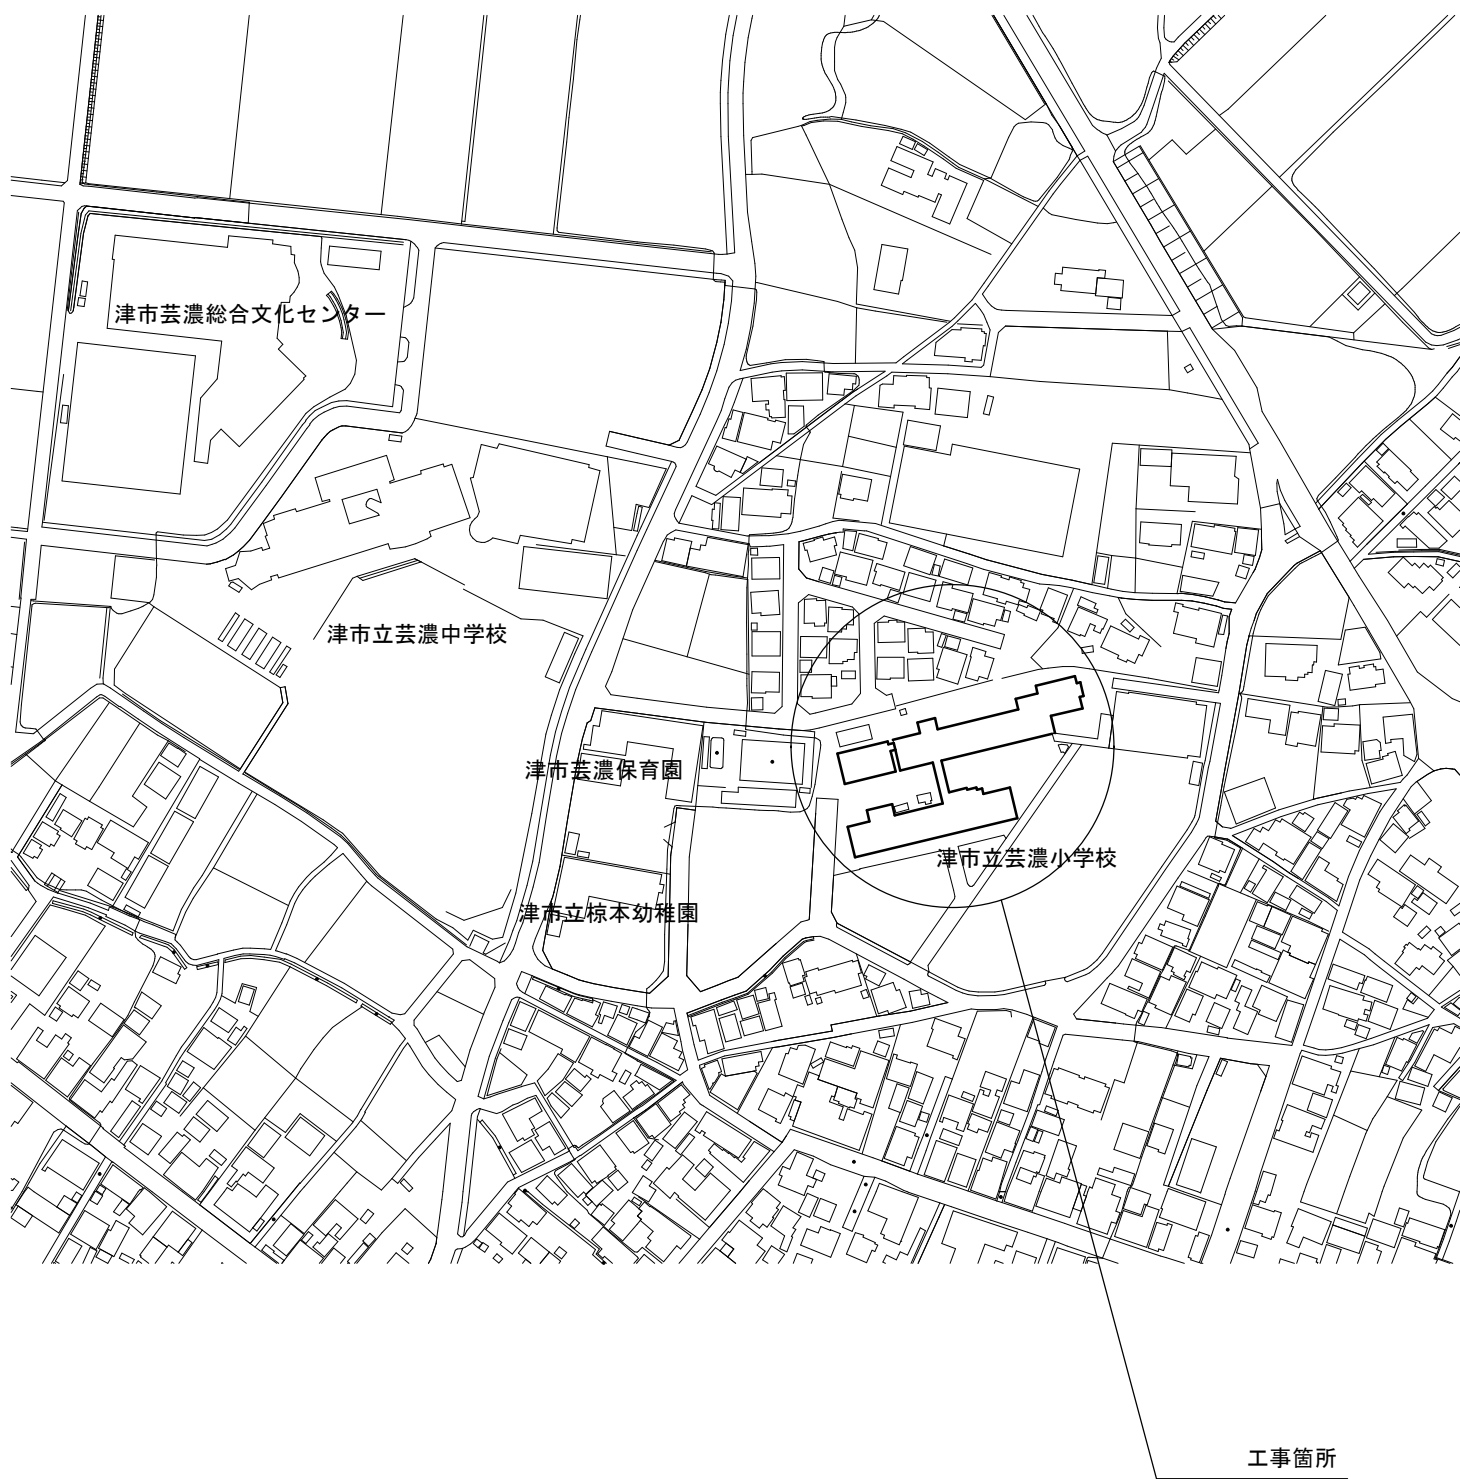 津市芸濃総合文化センター
津市立芸濃中学校
津市芸濃保育園
津市立芸濃小学校
津市立椋本幼稚園
工事箇所